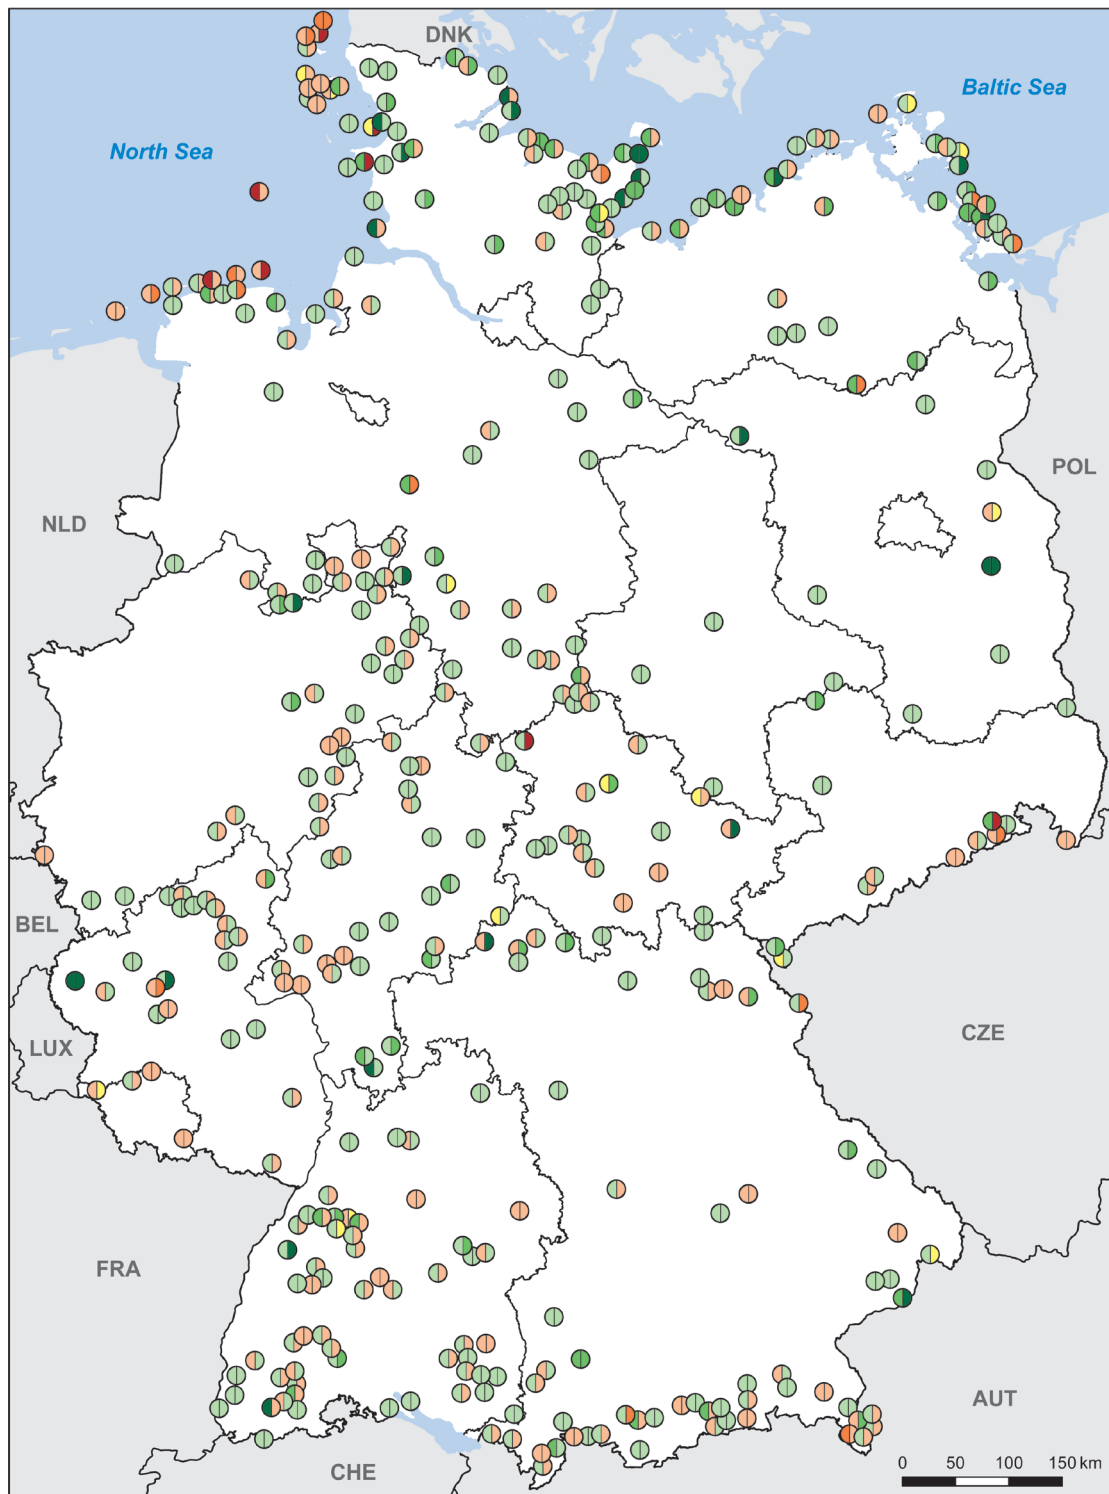 DNK
Baltic Sea
North Sea
POL
NLD
BEL
LUX
CZE
FRA
AUT
CHE
0 50 100 150 km